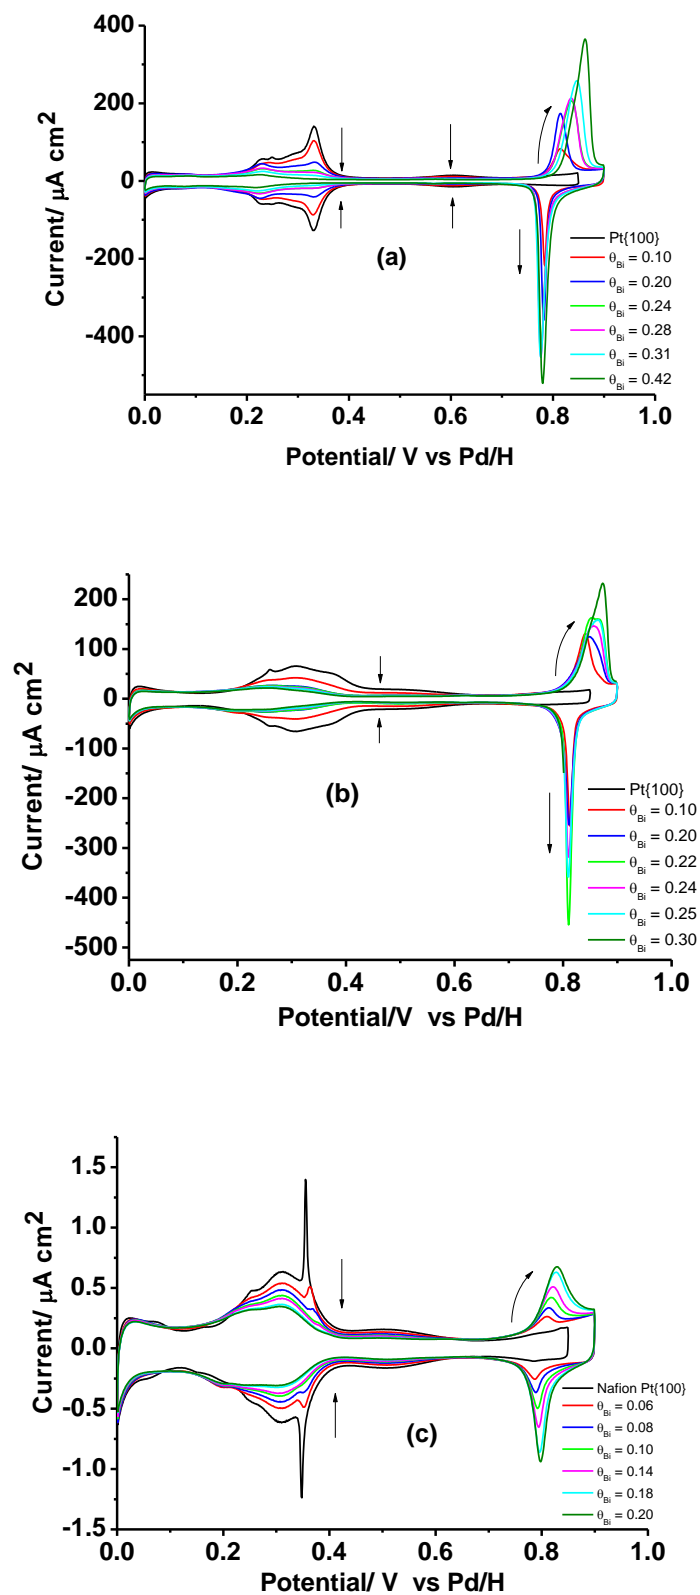 400
200
0
-200
-400
Current/ μA cm²
(a)
Pt{100}
θBi = 0.10
θBi = 0.20
θBi = 0.24
θBi = 0.28
θBi = 0.31
θBi = 0.42
0.0 0.2 0.4 0.6 0.8 1.0
Potential/ V vs Pd/H
200
100
0
-100
-200
-300
-400
-500
Current/ μA cm²
(b)
Pt{100}
θBi = 0.10
θBi = 0.20
θBi = 0.22
θBi = 0.24
θBi = 0.25
θBi = 0.30
0.0 0.2 0.4 0.6 0.8 1.0
Potential/V vs Pd/H
1.5
1.0
0.5
0.0
-0.5
-1.0
-1.5
Current/ μA cm²
(c)
Nafion Pt{100}
θBi = 0.06
θBi = 0.08
θBi = 0.10
θBi = 0.14
θBi = 0.18
θBi = 0.20
0.0 0.2 0.4 0.6 0.8 1.0
Potential/ V vs Pd/H